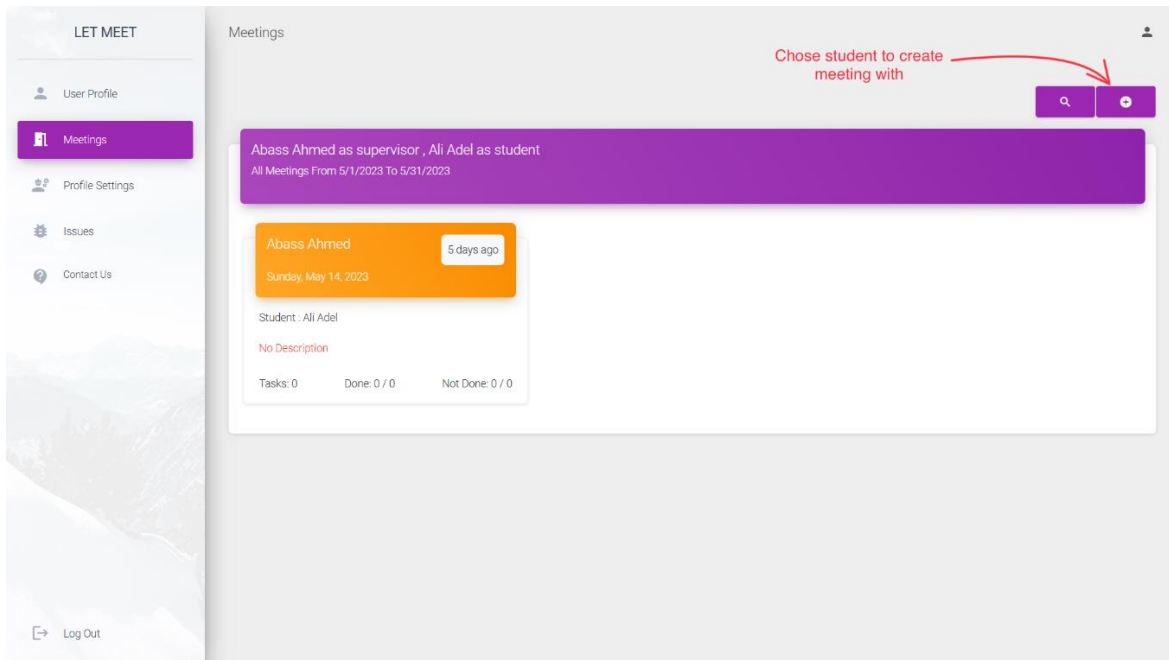 LET MEET
User Profile
Meetings
Profile Settings
Issues
Contact Us
Log Out
Meetings
Chose student to create
meeting with
Abass Ahmed as supervisor , Ali Adel as student
All Meetings From 5/1/2023 To 5/31/2023
Abass Ahmed
5 days ago
Sunday, May 14, 2023
Student : Ali Adel
No Description
Tasks: 0 Done: 0 / 0 Not Done: 0 / 0